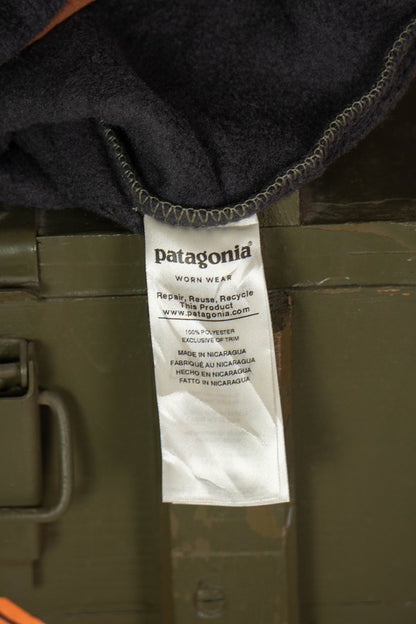 patagonia®
WORN WEAR
Repair, Reuse, Recycle
This Product
www.patagonia.com
100% POLYESTER
EXCLUSIVE OF TRIM
MADE IN NICARAGUA
FABRIQUÉ AU NICARAGUA
HECHO EN NICARAGUA
FATTO IN NICARAGUA